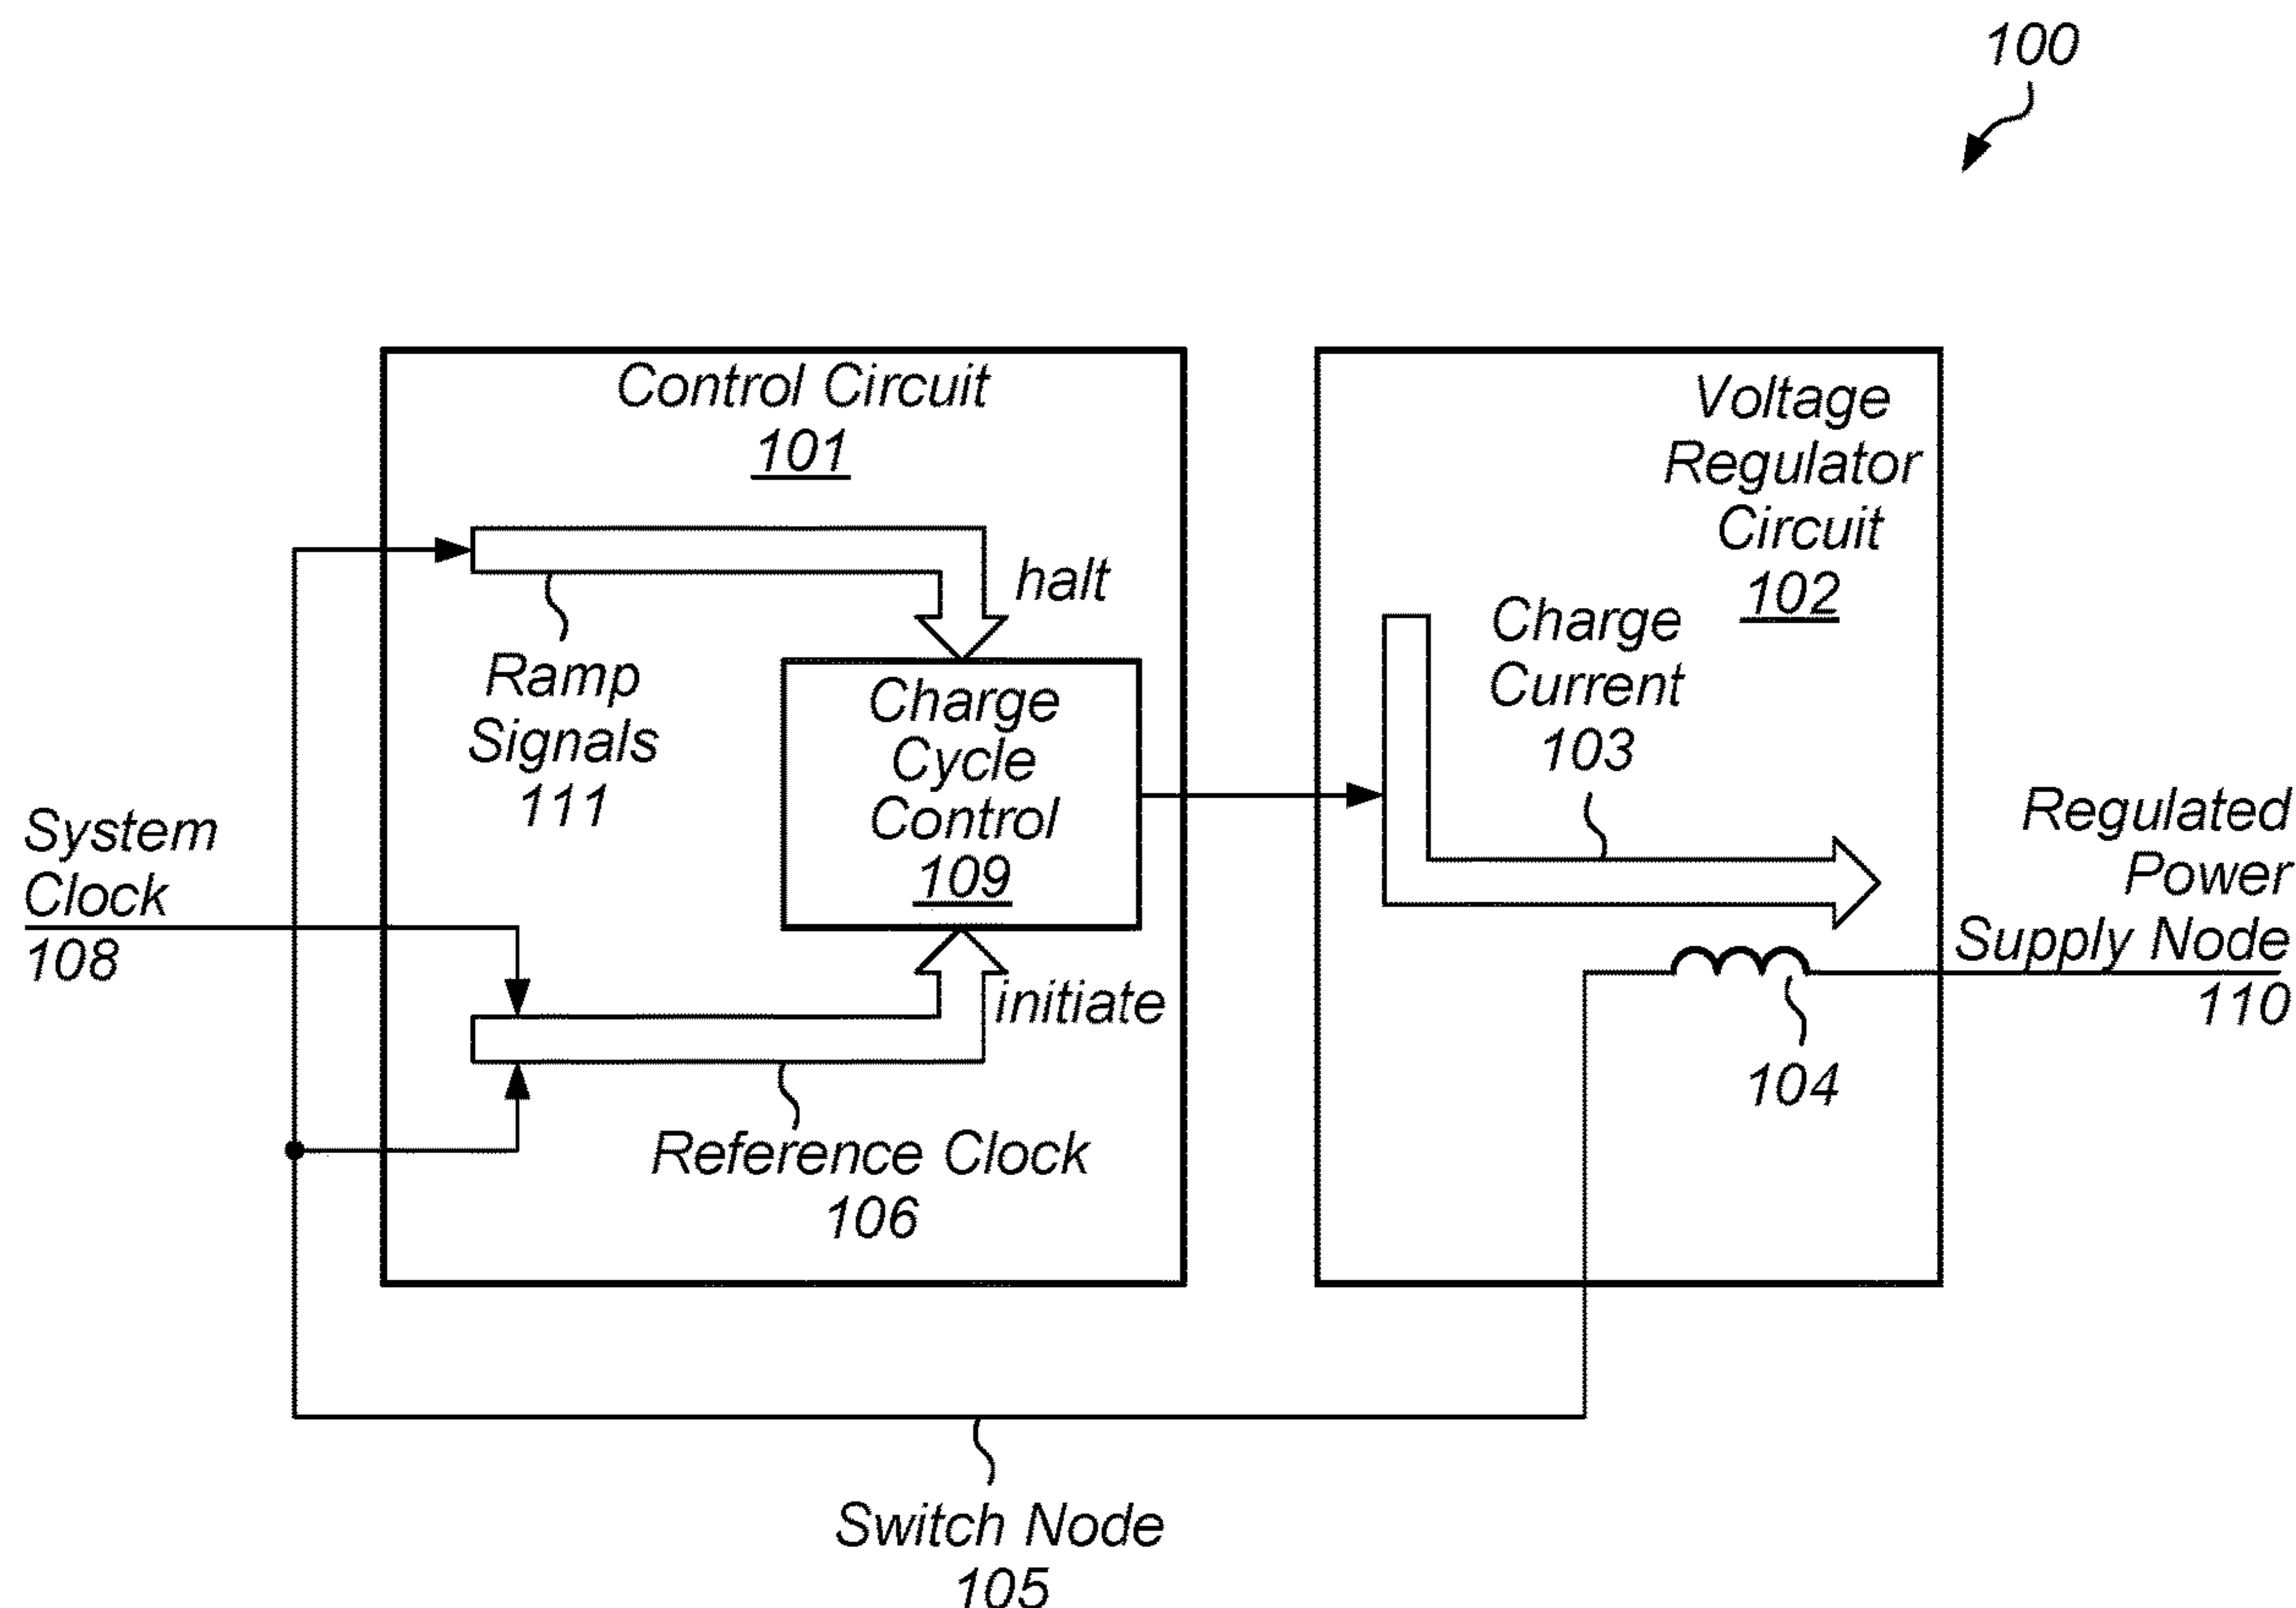 100
Control Circuit
101
Voltage
Regulator
Circuit
102
halt
Ramp
Signals
111
Charge
Cycle
Control
109
Charge
Current
103
System
Clock
108
Regulated
Power
Supply Node
110
initiate
104
Reference Clock
106
Switch Node
105